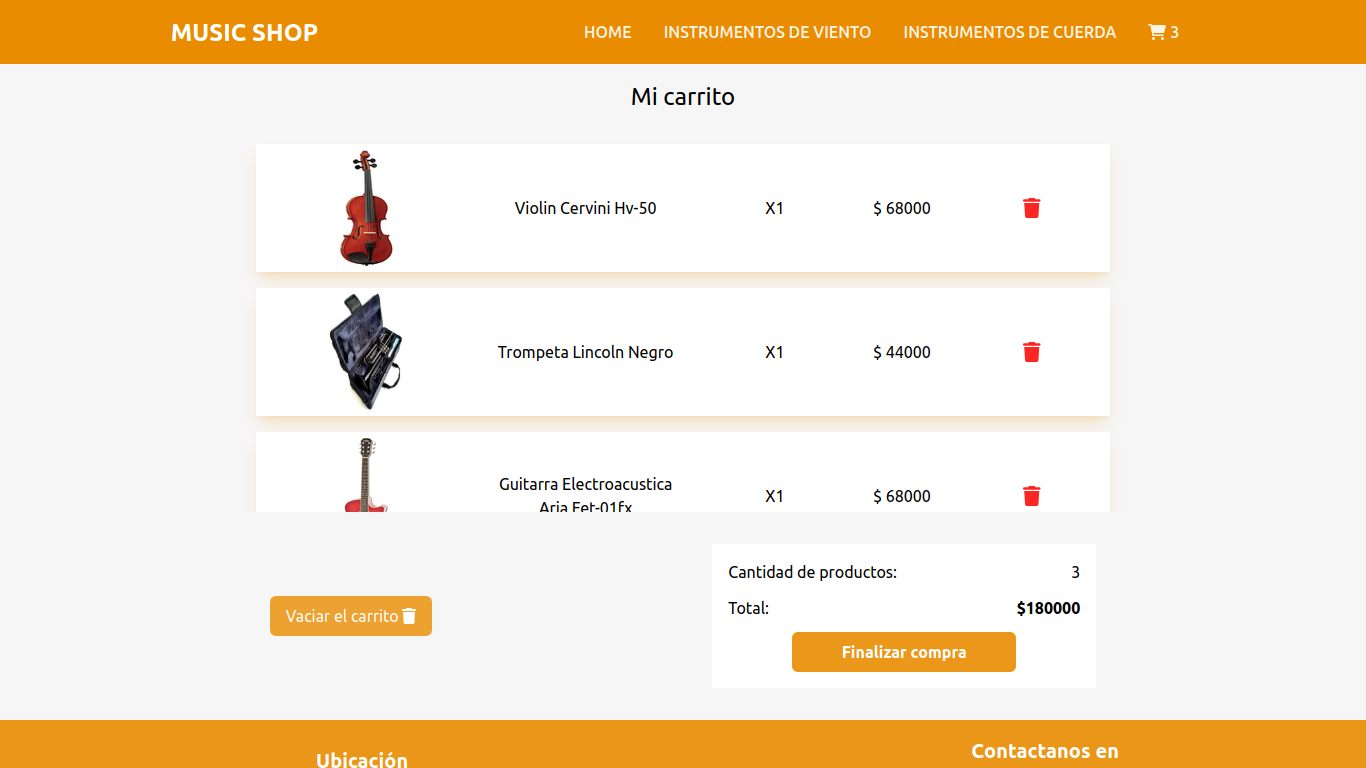 MUSIC SHOP
HOME
INSTRUMENTOS DE VIENTO
INSTRUMENTOS DE CUERDA
3
Mi carrito
Violin Cervini Hv-50
X1
$ 68000
Trompeta Lincoln Negro
X1
$ 44000
Guitarra Electroacustica
Aria Fet-01fx
X1
$ 68000
Cantidad de productos:
3
Vaciar el carrito
Total:
$180000
Finalizar compra
Ubicación
Contactanos en